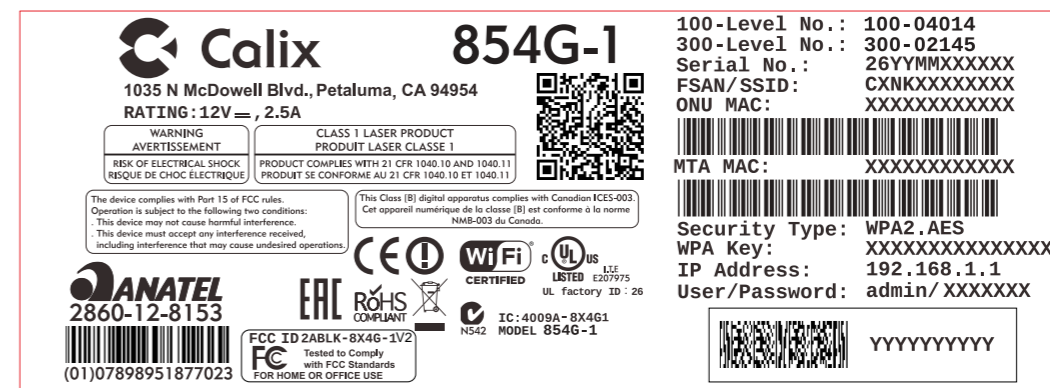 Calix
854G-1
1035 N McDowell Blvd., Petaluma, CA 94954
RATING:12V ⎓ , 2.5A
WARNING
AVERTISSEMENT
RISK OF ELECTRICAL SHOCK
RISQUE DE CHOC ÉLECTRIQUE
CLASS 1 LASER PRODUCT
PRODUIT LASER CLASSE 1
PRODUCT COMPLIES WITH 21 CFR 1040.10 AND 1040.11
PRODUIT SE CONFORME AU 21 CFR 1040.10 ET 1040.11
The device complies with Part 15 of FCC rules.
Operation is subject to the following two conditions:
. This device may not cause harmful interference.
. This device must accept any interference received,
including interference that may cause undesired operations.
This Class [B] digital apparatus complies with Canadian ICES-003.
Cet appareil numérique de la classe [B] est conforme à la norme
NMB-003 du Canada.
ANATEL
2860-12-8153
(01)07898951877023
CE
EAC
RoHS
COMPLIANT
Wi Fi
CERTIFIED
C UL US
LISTED
I.T.E
E207975
UL factory ID : 26
N542
IC:4009A-8X4G1
MODEL 854G-1
FCC ID 2ABLK-8X4G-1V2
FC Tested to Comply
with FCC Standards
FOR HOME OR OFFICE USE
100-Level No.: 100-04014
300-Level No.: 300-02145
Serial No.: 26YYMMXXXXXX
FSAN/SSID: CXNKXXXXXXXX
ONU MAC: XXXXXXXXXXXX
MTA MAC: XXXXXXXXXXXX
Security Type: WPA2.AES
WPA Key: XXXXXXXXXXXXXXX
IP Address: 192.168.1.1
User/Password: admin/ XXXXXXX
YYYYYYYYYY